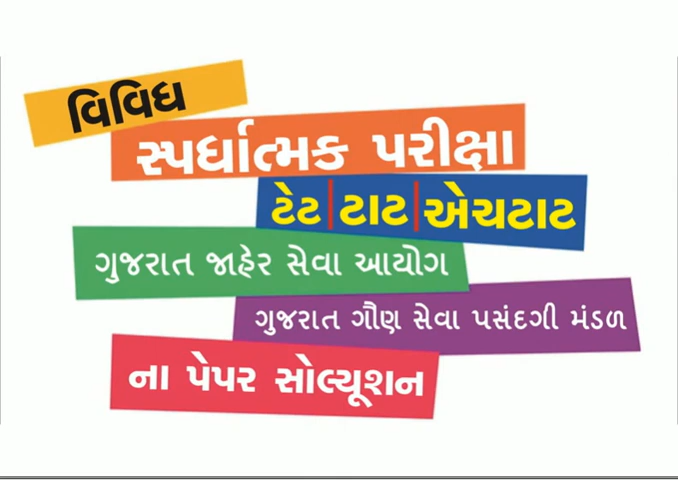 વિવિધ
સ્પર્ધાત્મક પરીક્ષા
ટેટ|ટાટ|એચટાટ
ગુજરાત જાહેર સેવા આયોગ
ગુજરાત ગૌણ સેવા પસંદગી મંડળ
ના પેપર સોલ્યૂશન